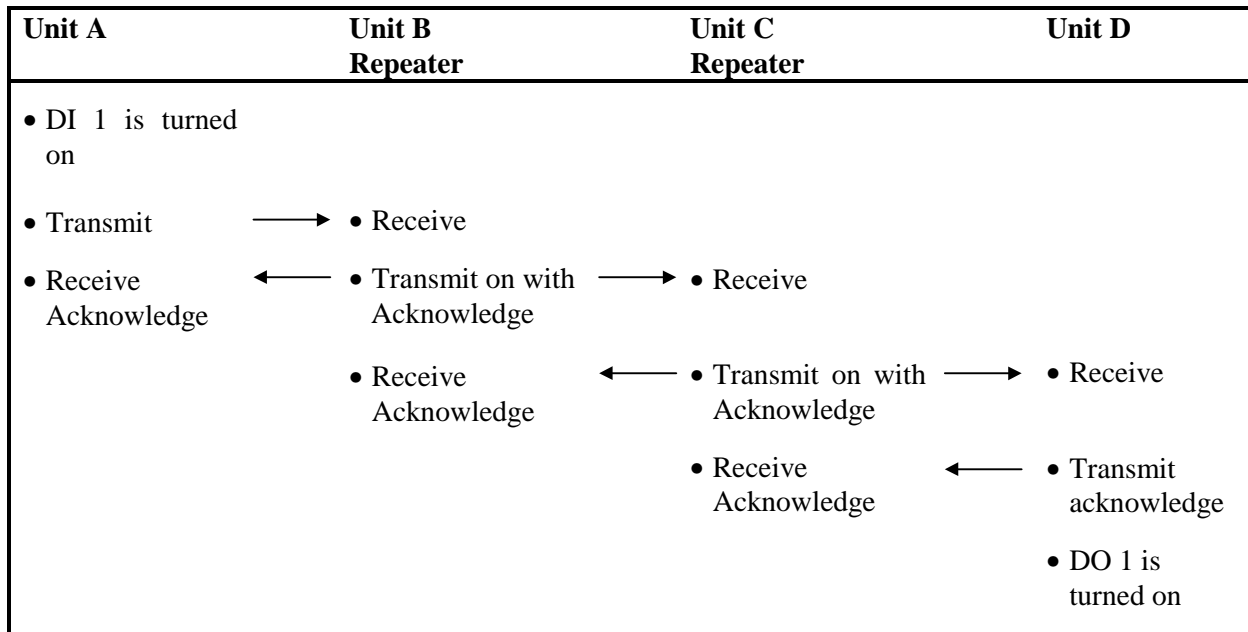 Unit A Unit B Unit C Unit D
Repeater Repeater
• DI 1 is turned
on
• Transmit • Receive
• Receive • Transmit on with • Receive
Acknowledge Acknowledge
• Receive • Transmit on with • Receive
Acknowledge Acknowledge
• Receive • Transmit
Acknowledge acknowledge
• DO 1 is
turned on